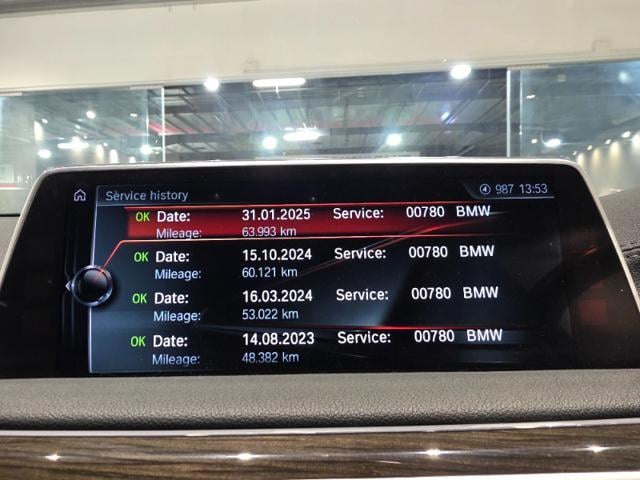 Service history 987 13:53
OK Date: 31.01.2025 Service: 00780 BMW
Mileage: 63.993 km
OK Date: 15.10.2024 Service: 00780 BMW
Mileage: 60.121 km
OK Date: 16.03.2024 Service: 00780 BMW
Mileage: 53.022 km
OK Date: 14.08.2023 Service: 00780 BMW
Mileage: 48.382 km